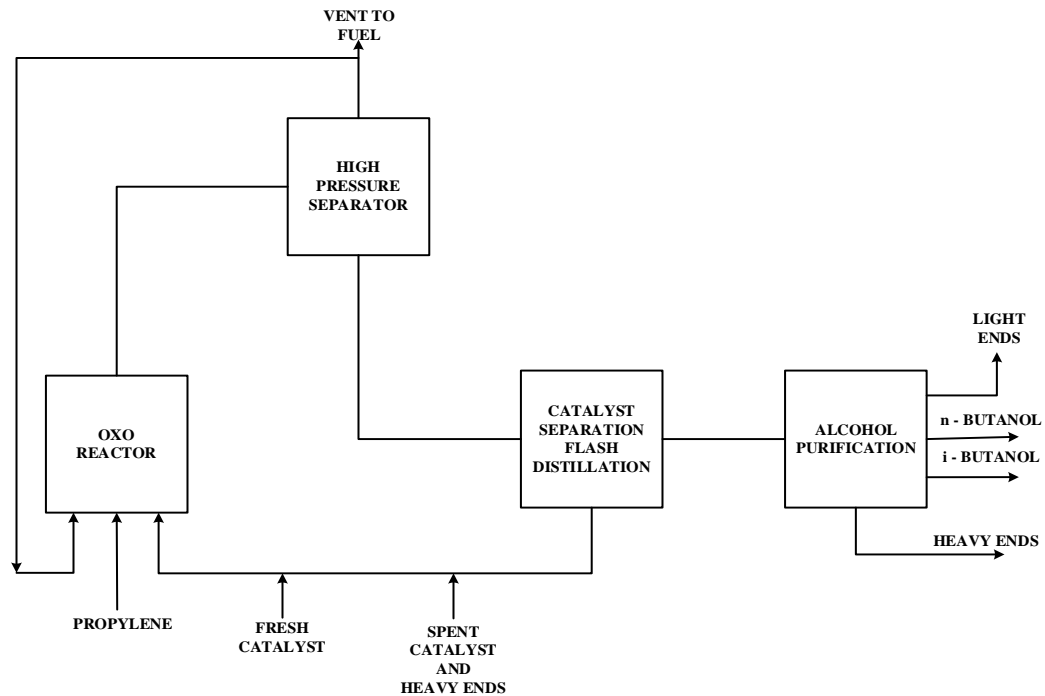 VENT TO
FUEL
HIGH
PRESSURE
SEPARATOR
OXO
REACTOR
CATALYST
SEPARATION
FLASH
DISTILLATION
ALCOHOL
PURIFICATION
LIGHT
ENDS
n - BUTANOL
i - BUTANOL
HEAVY ENDS
PROPYLENE
FRESH
CATALYST
SPENT
CATALYST
AND
HEAVY ENDS